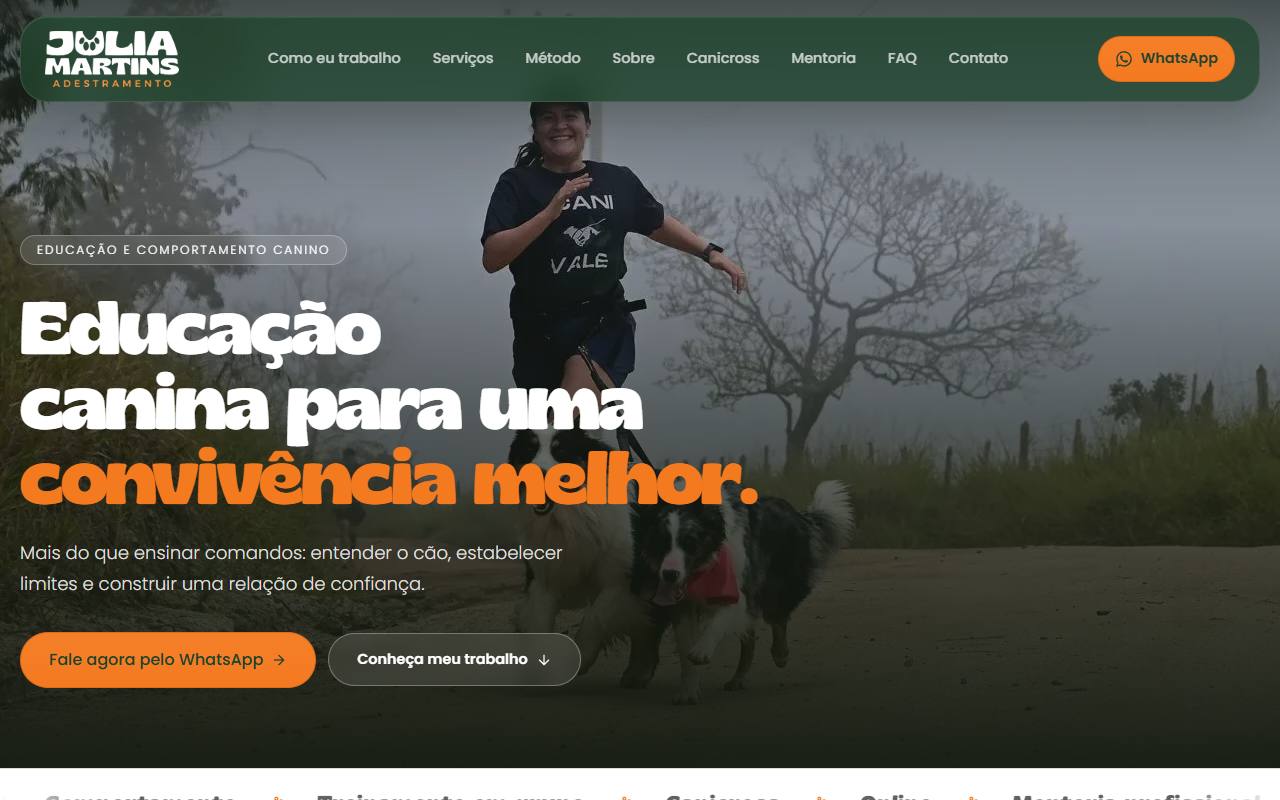 JULIA
MARTINS
ADESTRAMENTO
Como eu trabalho
Serviços
Método
Sobre
Canicross
Mentoria
FAQ
Contato
WhatsApp
CANI
VALE
EDUCAÇÃO E COMPORTAMENTO CANINO
Educação
canina para uma
convivência melhor.
Mais do que ensinar comandos: entender o cão, estabelecer
limites e construir uma relação de confiança.
Fale agora pelo WhatsApp →
Conheça meu trabalho ↓